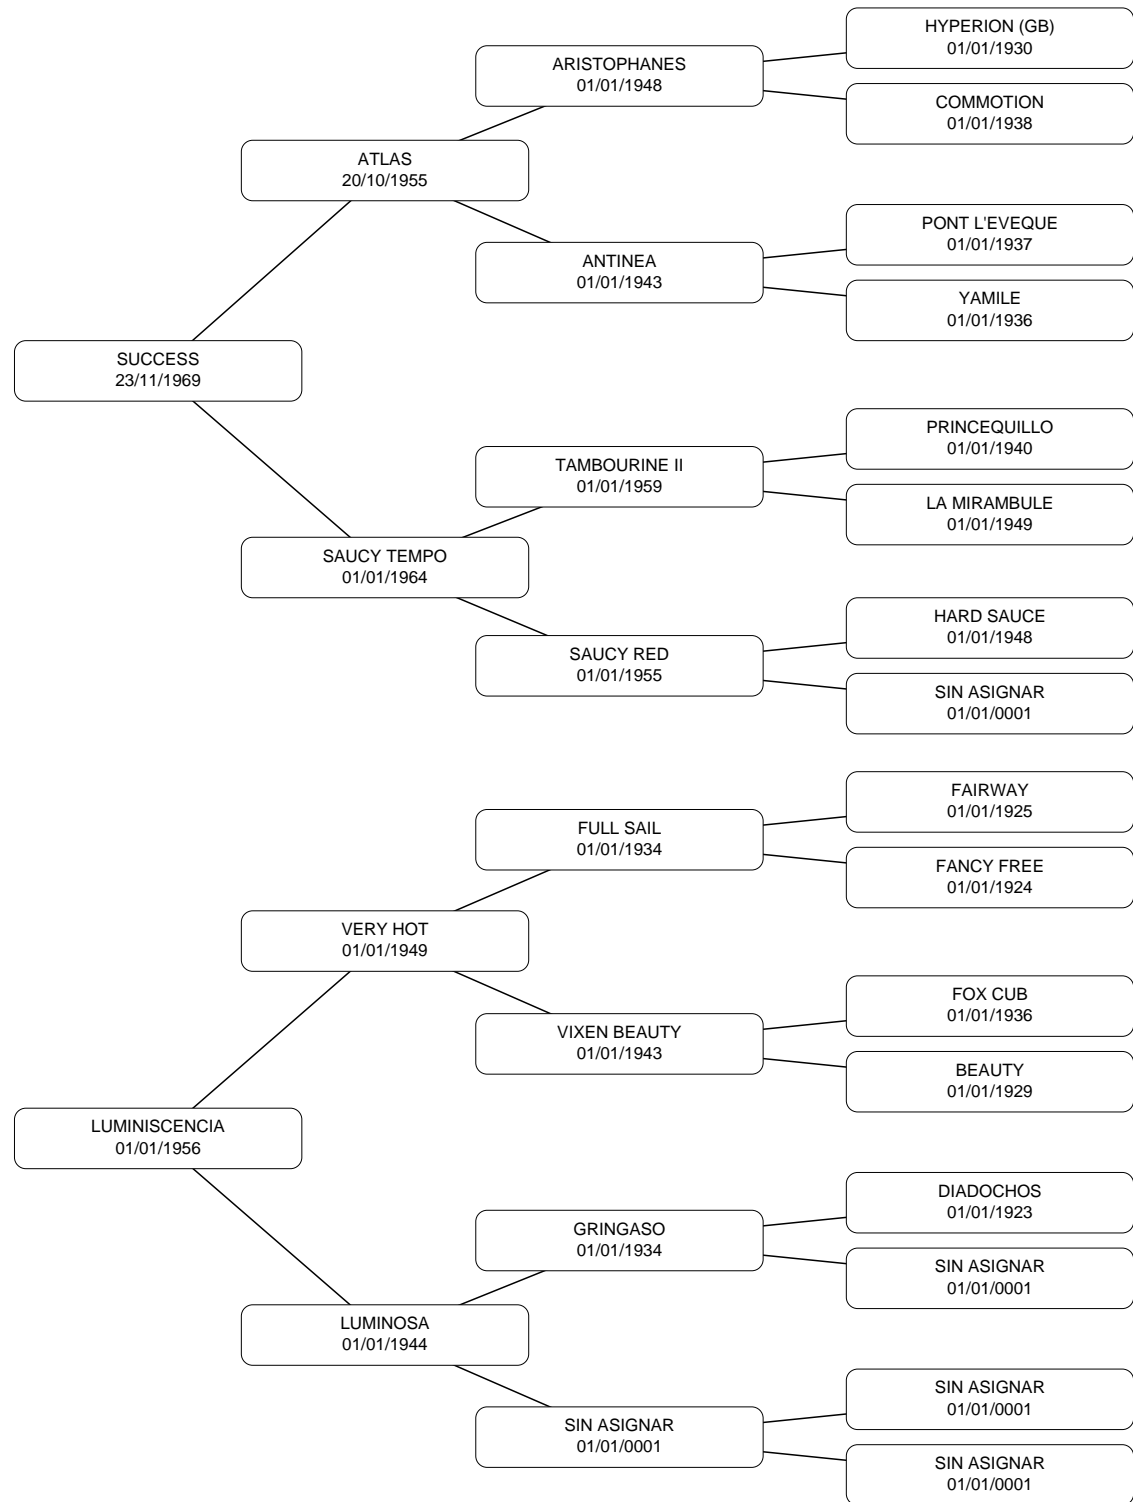 HYPERION (GB)
01/01/1930
ARISTOPHANES
01/01/1948
COMMOTION
01/01/1938
ATLAS
20/10/1955
PONT L'EVEQUE
01/01/1937
ANTINEA
01/01/1943
YAMILE
01/01/1936
SUCCESS
23/11/1969
PRINCEQUILLO
01/01/1940
TAMBOURINE II
01/01/1959
LA MIRAMBULE
01/01/1949
SAUCY TEMPO
01/01/1964
HARD SAUCE
01/01/1948
SAUCY RED
01/01/1955
SIN ASIGNAR
01/01/0001
FAIRWAY
01/01/1925
FULL SAIL
01/01/1934
FANCY FREE
01/01/1924
VERY HOT
01/01/1949
FOX CUB
01/01/1936
VIXEN BEAUTY
01/01/1943
BEAUTY
01/01/1929
LUMINISCENCIA
01/01/1956
DIADOCHOS
01/01/1923
GRINGASO
01/01/1934
SIN ASIGNAR
01/01/0001
LUMINOSA
01/01/1944
SIN ASIGNAR
01/01/0001
SIN ASIGNAR
01/01/0001
SIN ASIGNAR
01/01/0001